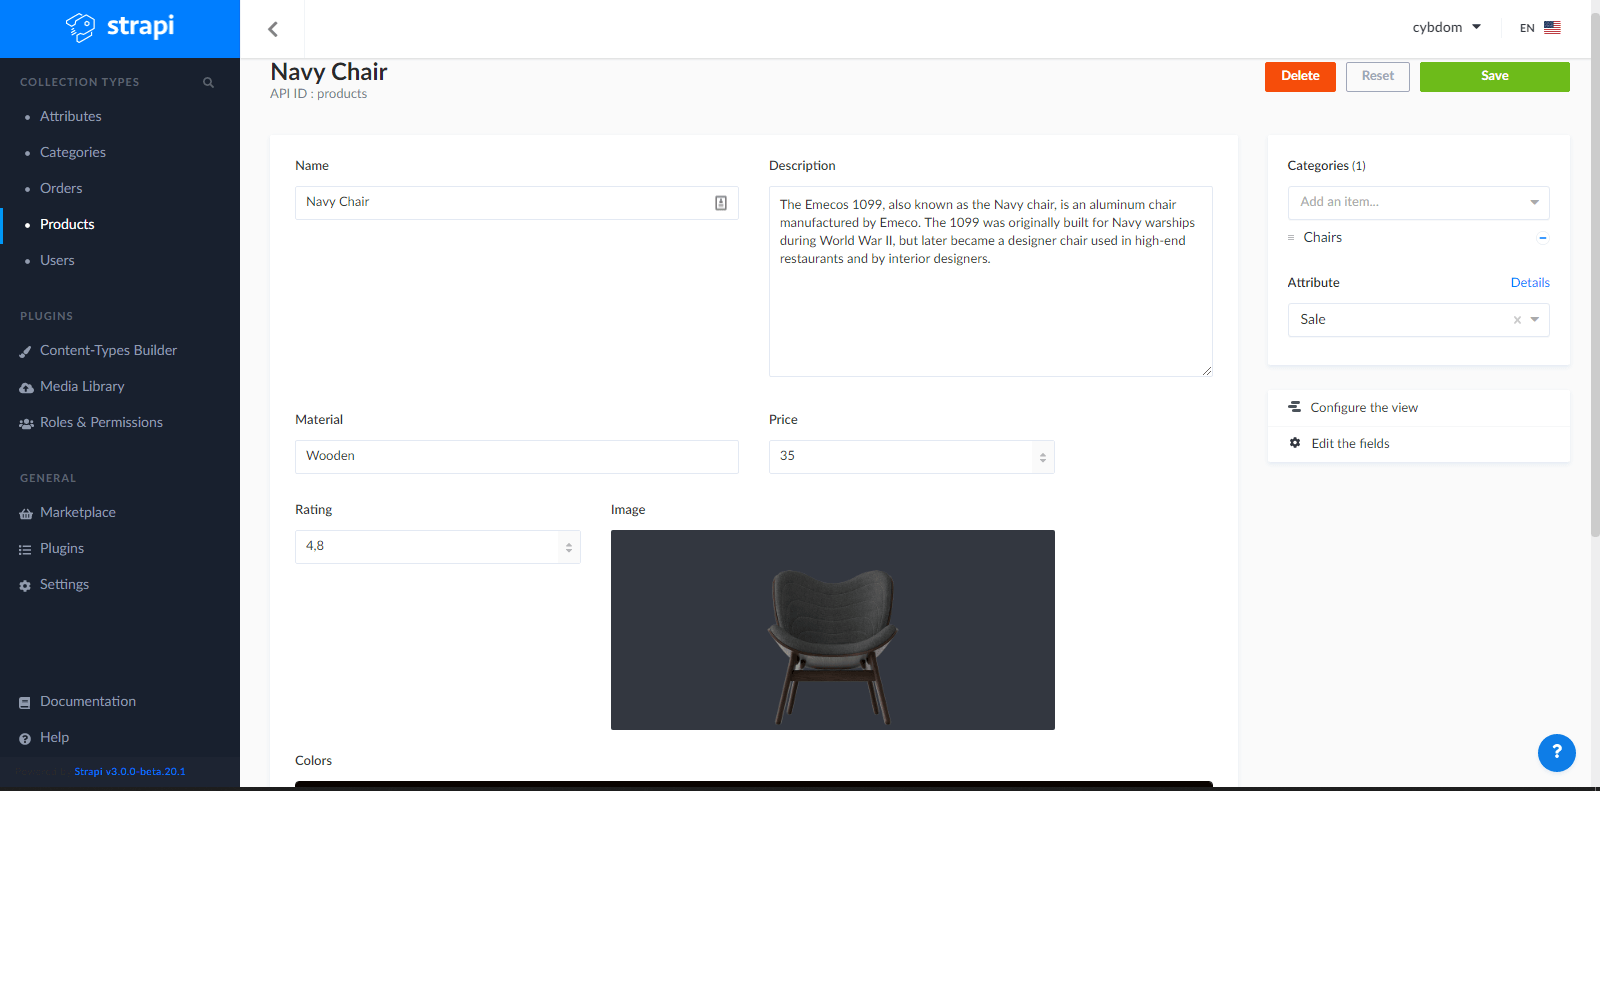 strapi
cybdom
EN
COLLECTION TYPES
Attributes
Categories
Orders
Products
Users
PLUGINS
Content-Types Builder
Media Library
Roles & Permissions
GENERAL
Marketplace
Plugins
Settings
Documentation
Help
Strapi v3.0.0-beta.20.1
Navy Chair
API ID : products
Delete
Reset
Save
Name
Navy Chair
Description
The Emecos 1099, also known as the Navy chair, is an aluminum chair
manufactured by Emeco. The 1099 was originally built for Navy warships
during World War II, but later became a designer chair used in high-end
restaurants and by interior designers.
Material
Wooden
Price
35
Rating
4,8
Image
Colors
Categories (1)
Add an item...
Chairs
Attribute
Details
Sale
Configure the view
Edit the fields
?